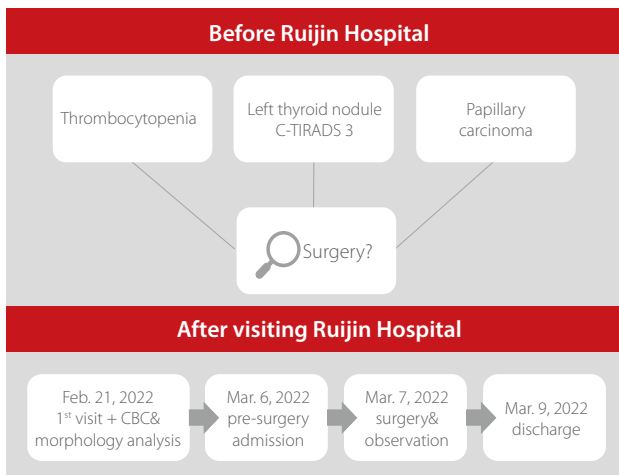 Before Ruijin Hospital
Thrombocytopenia
Left thyroid nodule
C-TIRADS 3
Papillary
carcinoma
Surgery?
After visiting Ruijin Hospital
Feb. 21, 2022
1st visit + CBC&
morphology analysis
Mar. 6, 2022
pre-surgery
admission
Mar. 7, 2022
surgery&
observation
Mar. 9, 2022
discharge